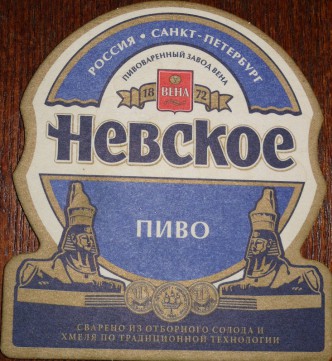 РОССИЯ • САНКТ-ПЕТЕРБУРГ
ПИВОВАРЕННЫЙ ЗАВОД ВЕНА
18 ВЕНА 72
НЕВСКОЕ
ПИВО
СВАРЕНО ИЗ ОТБОРНОГО СОЛОДА И
ХМЕЛЯ ПО ТРАДИЦИОННОЙ ТЕХНОЛОГИИ